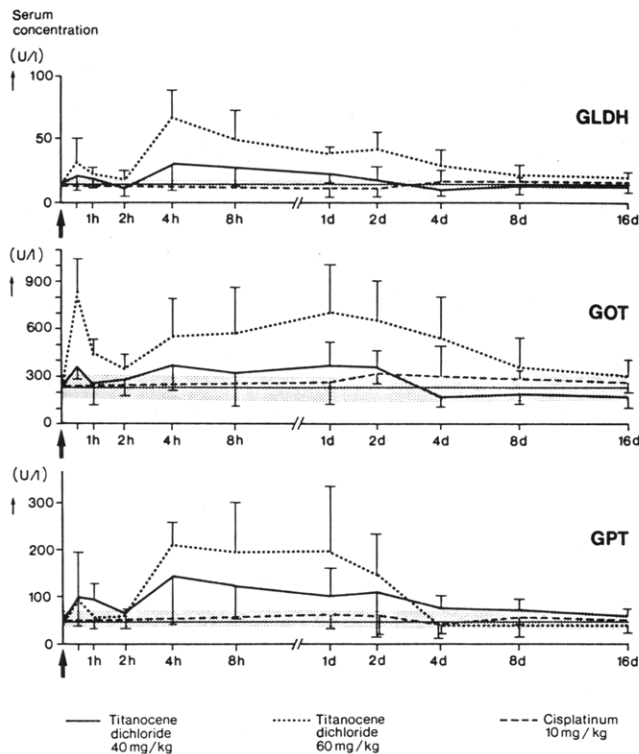 Serum
concentration
(U/l)
100
50
0
GLDH
1h 2h 4h 8h 1d 2d 4d 8d 16d
(U/l)
900
600
300
0
GOT
1h 2h 4h 8h 1d 2d 4d 8d 16d
(U/l)
300
200
100
0
GPT
1h 2h 4h 8h 1d 2d 4d 8d 16d
Titanocene
dichloride
40 mg/kg
Titanocene
dichloride
60 mg/kg
Cisplatinum
10 mg/kg